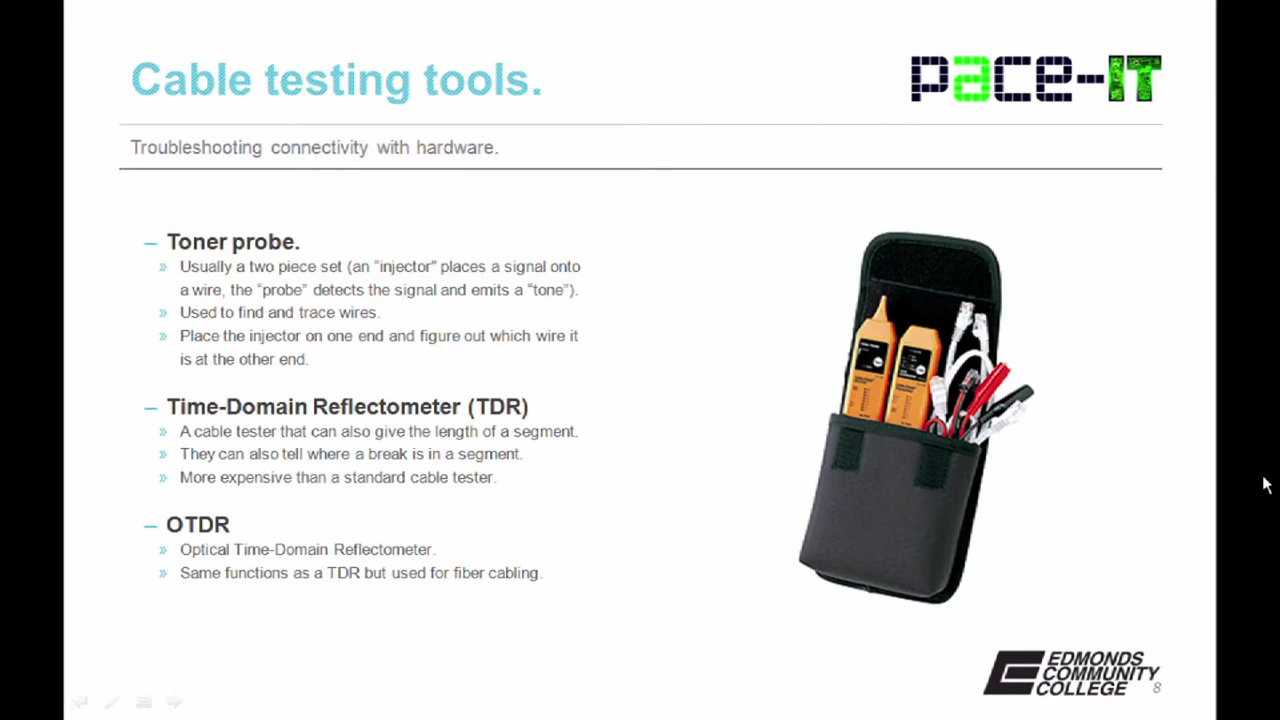 Cable testing tools.
pace-IT
Troubleshooting connectivity with hardware.
– Toner probe.
» Usually a two piece set (an “injector” places a signal onto
a wire, the “probe” detects the signal and emits a “tone”).
» Used to find and trace wires.
» Place the injector on one end and figure out which wire it
is at the other end.
– Time-Domain Reflectometer (TDR)
» A cable tester that can also give the length of a segment.
» They can also tell where a break is in a segment.
» More expensive than a standard cable tester.
– OTDR
» Optical Time-Domain Reflectometer.
» Same functions as a TDR but used for fiber cabling.
EDMONDS
COMMUNITY
COLLEGE
8